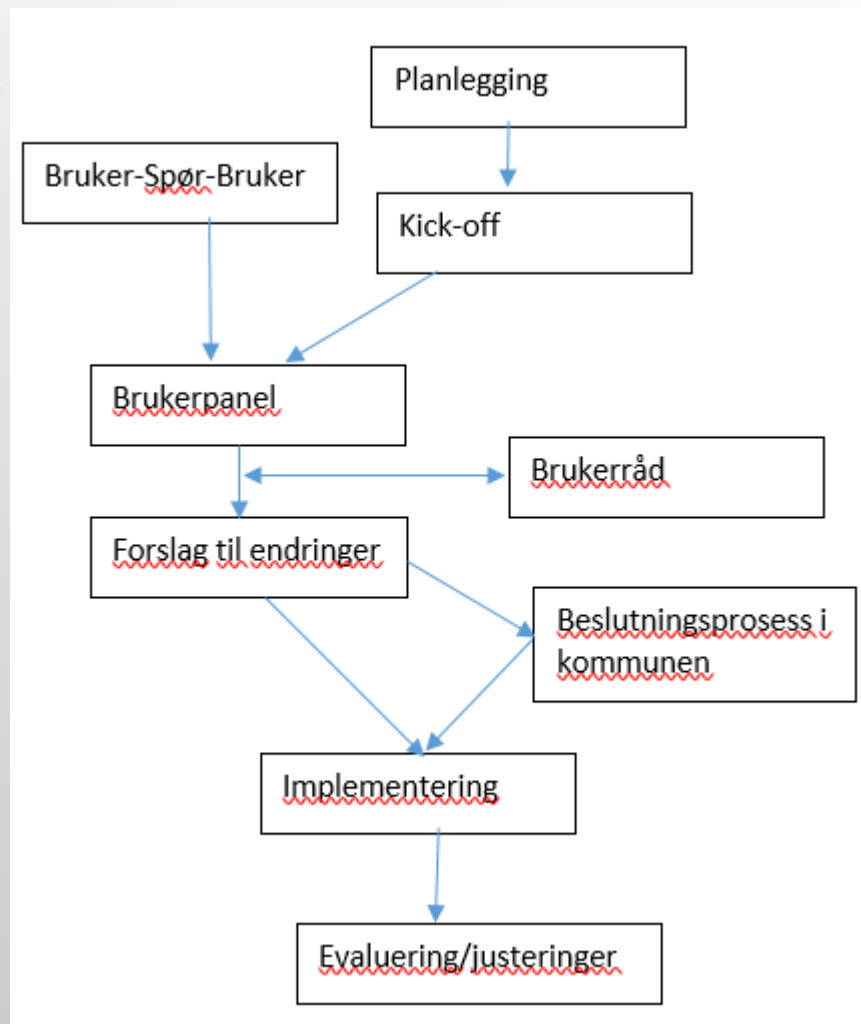 Planlegging
Bruker-Spør-Bruker
Kick-off
Brukerpanel
Brukerråd
Forslag til endringer
Beslutningsprosess i
kommunen
Implementering
Evaluering/justeringer